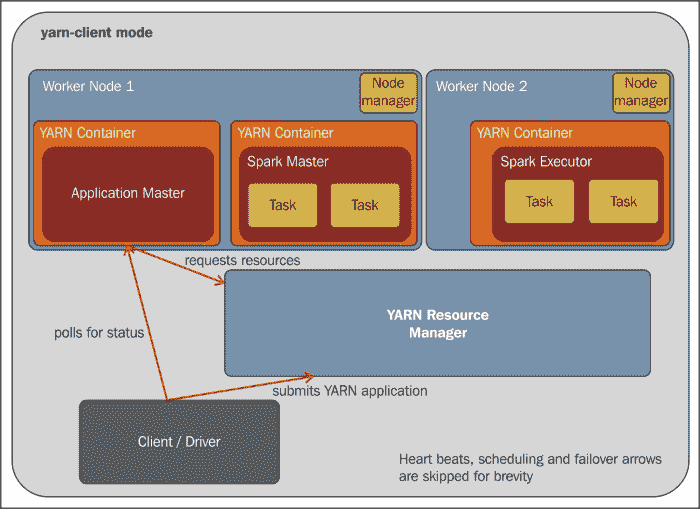 yarn-client mode
Worker Node 1
Node
manager
Worker Node 2
Node
manager
YARN Container
Application Master
YARN Container
Spark Master
Task
Task
YARN Container
Spark Executor
Task
Task
requests resources
YARN Resource
Manager
polls for status
submits YARN application
Client / Driver
Heart beats, scheduling and failover arrows
are skipped for brevity